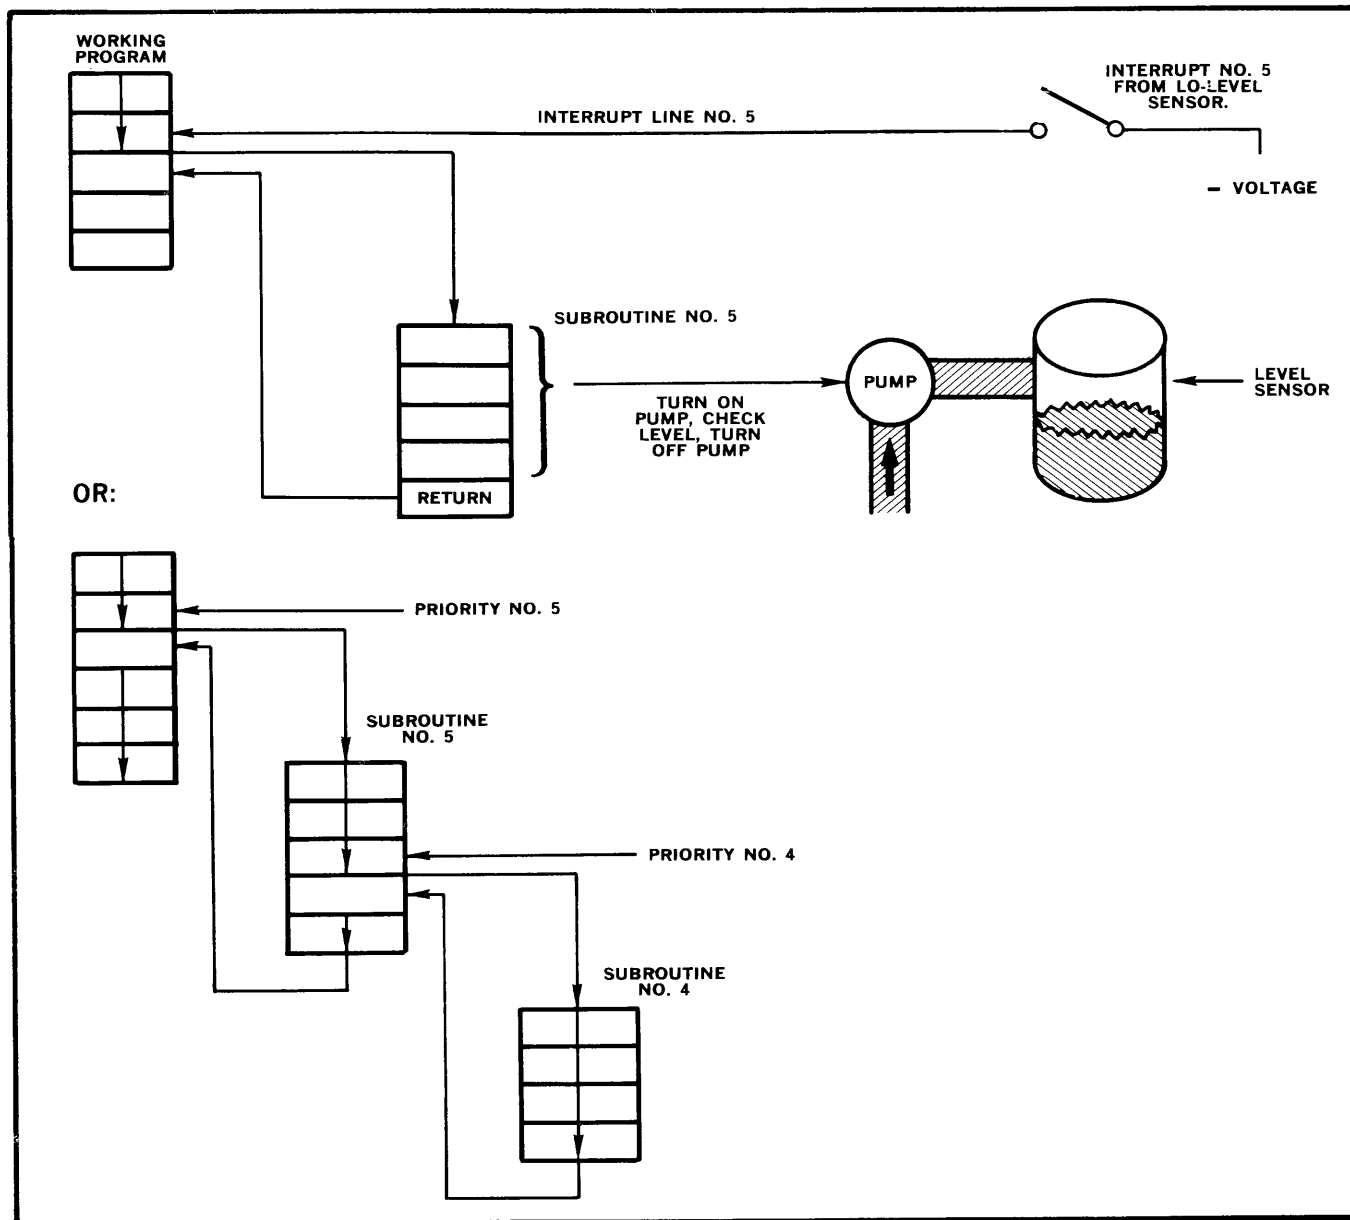 WORKING
PROGRAM
INTERRUPT NO. 5
FROM LO-LEVEL
SENSOR.
INTERRUPT LINE NO. 5
– VOLTAGE
SUBROUTINE NO. 5
PUMP
LEVEL
SENSOR
TURN ON
PUMP, CHECK
LEVEL, TURN
OFF PUMP
RETURN
OR:
PRIORITY NO. 5
SUBROUTINE
NO. 5
PRIORITY NO. 4
SUBROUTINE
NO. 4